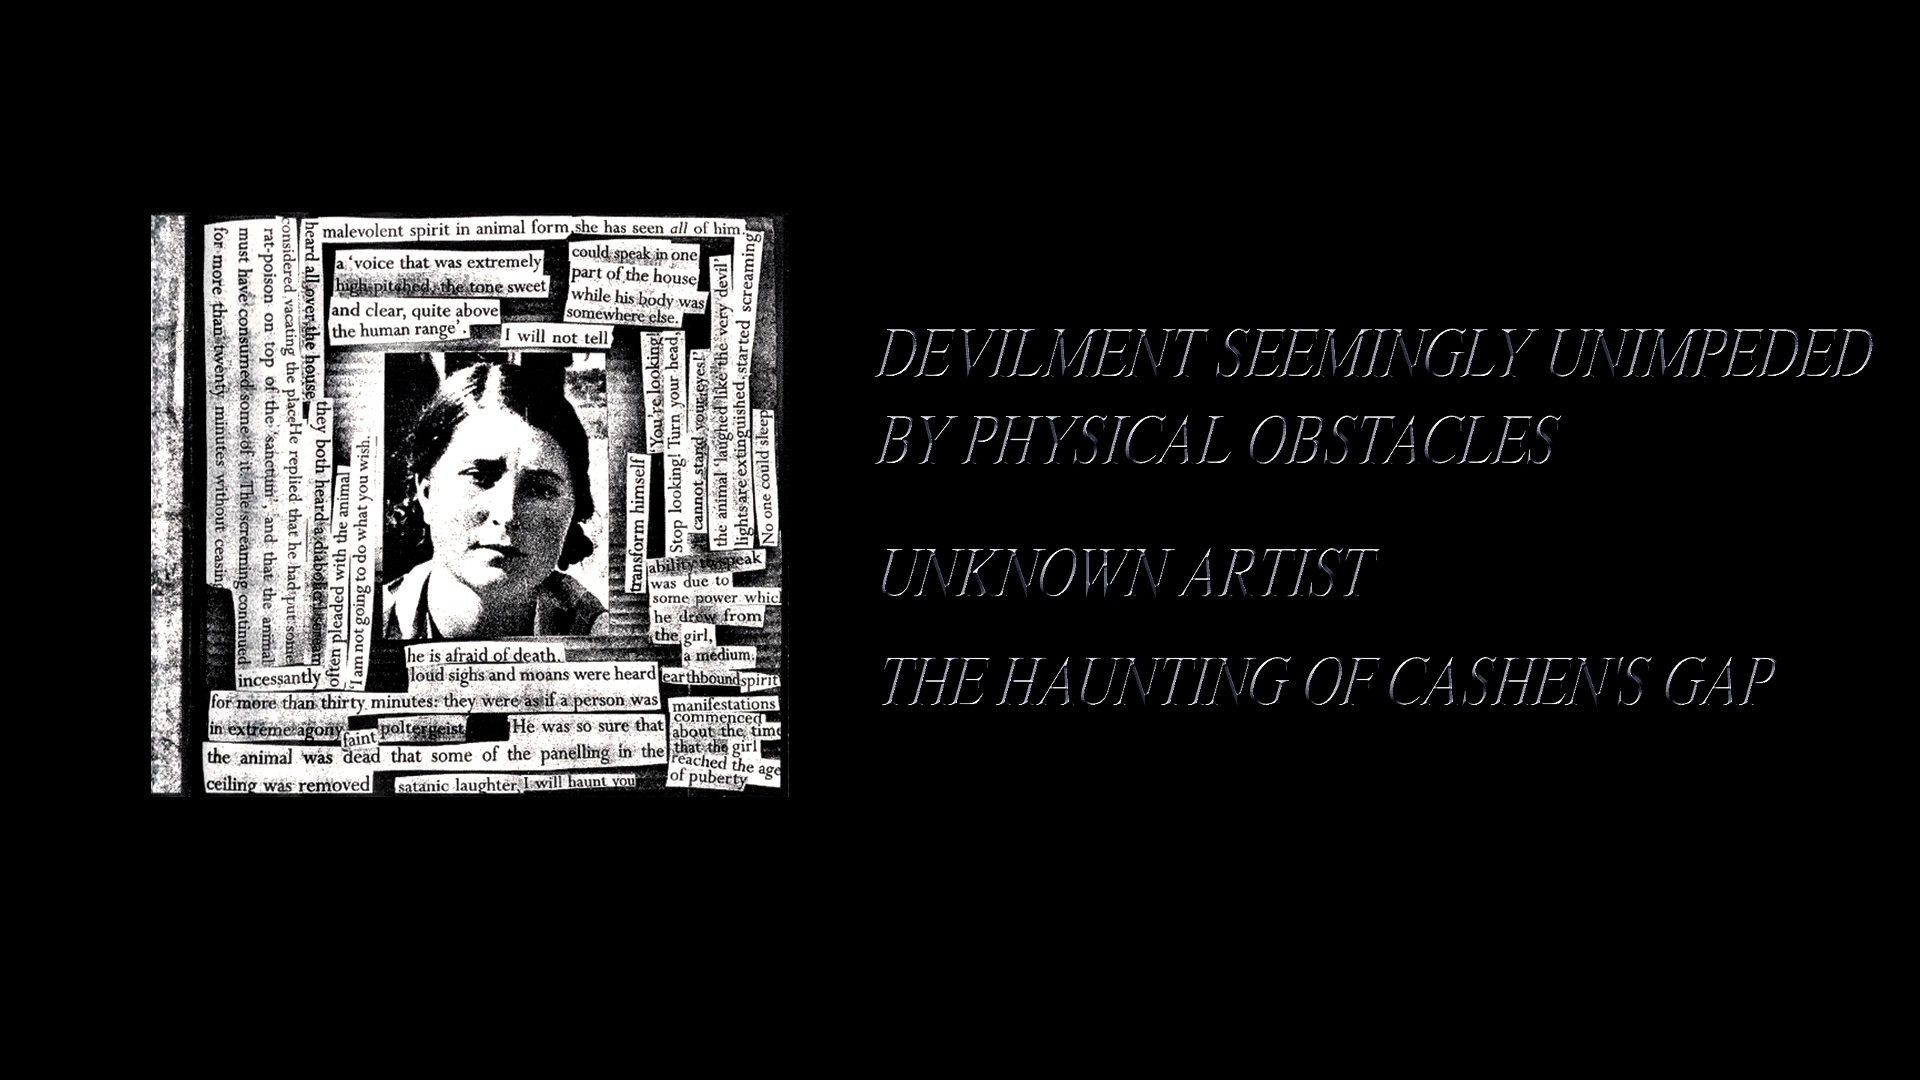 malevolent spirit in animal form,
she has seen all of him.
a 'voice that was extremely
high-pitched, the tone sweet
and clear, quite above
the human range'.
could speak in one
part of the house
while his body was
somewhere else.
I will not tell
for more than twenty minutes without ceasing
must have consumed some of it. The screaming continued
incessantly
rat-poison on top of the 'sanctum', and that the animal
considered vacating the place
He replied that he had put some
heard all over the house,
they both heard a diabolical scream
often pleaded with the animal
'I am not going to do what you wish.
transform himself
'You're looking!
Stop looking! Turn your head,
I cannot stand your eyes!'
the animal 'laughed like the very devil'
lights are extinguished,
started screaming
No one could sleep
ability to speak
was due to
some power whic
he drew from
the girl,
a medium.
earthbound
spirit
he is afraid of death.
loud sighs and moans were heard
for more than thirty minutes: they were as if a person was
in extreme agony
faint
poltergeist
He was so sure that
the animal was dead that some of the panelling in the
ceiling was removed
satanic laughter,
I will haunt you
manifestations
commenced
about the time
that the girl
reached the age
of puberty
DEVILMENT SEEMINGLY UNIMPEDED
BY PHYSICAL OBSTACLES
UNKNOWN ARTIST
THE HAUNTING OF CASHEN'S GAP